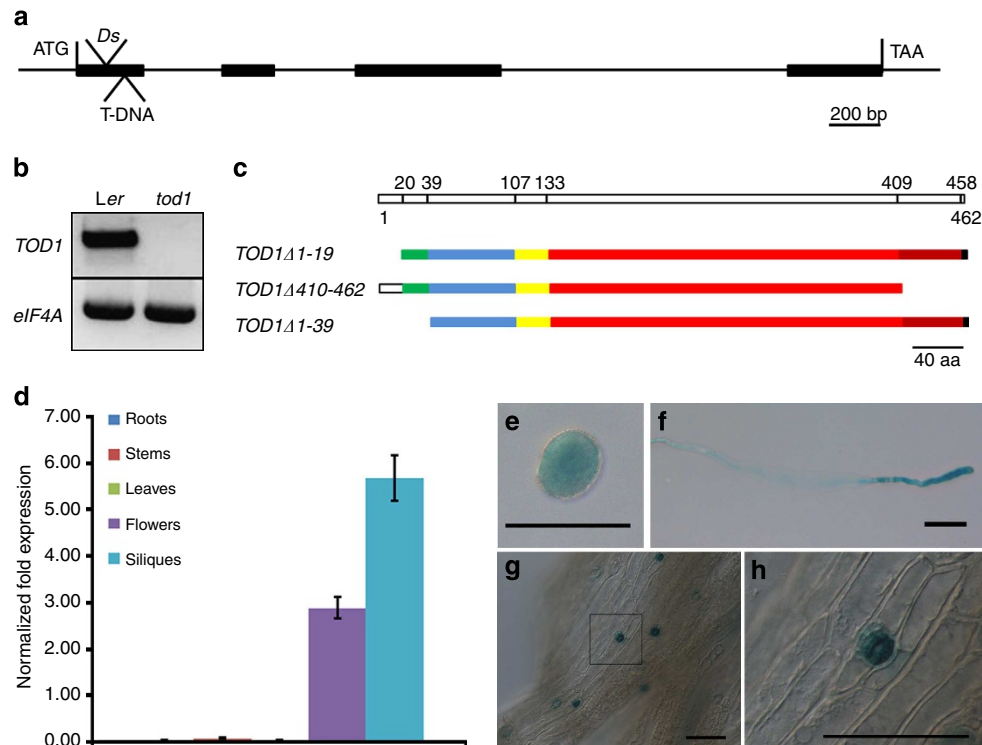 a
ATG
Ds
TAA
T-DNA
200 bp
b
Ler tod1
TOD1
eIF4A
c
20 39 107 133 409 458
1 462
TOD1Δ1-19
TOD1Δ410-462
TOD1Δ1-39
40 aa
d
Normalized fold expression
7.00
6.00
5.00
4.00
3.00
2.00
1.00
0.00
Roots
Stems
Leaves
Flowers
Siliques
e
f
g
h